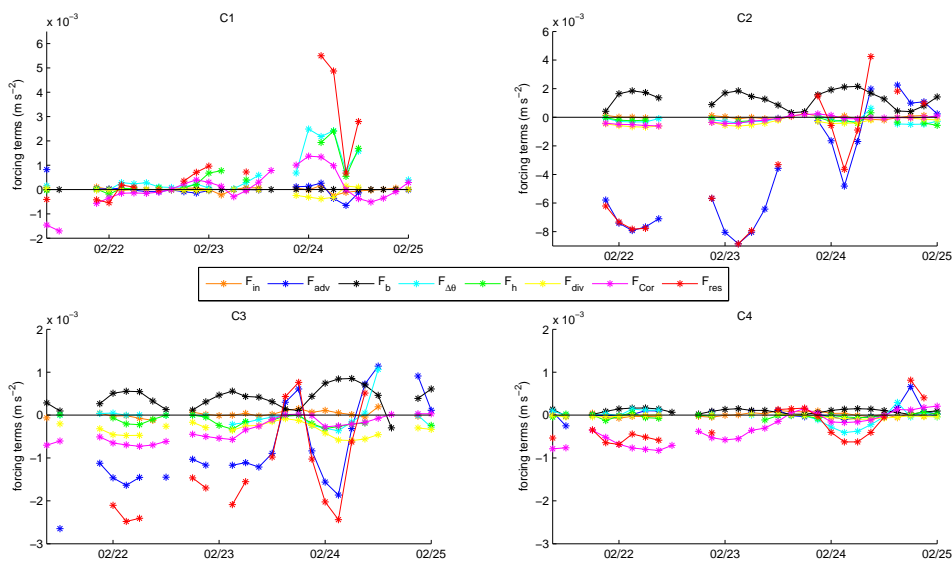 C1
x 10⁻³
forcing terms (m s⁻²)
6
5
4
3
2
1
0
−1
−2
02/22 02/23 02/24 02/25
C2
x 10⁻³
forcing terms (m s⁻²)
6
4
2
0
−2
−4
−6
−8
02/22 02/23 02/24 02/25
F_in F_adv F_b F_Δθ F_h F_div F_Cor F_res
C3
x 10⁻³
forcing terms (m s⁻²)
2
1
0
−1
−2
−3
02/22 02/23 02/24 02/25
C4
x 10⁻³
forcing terms (m s⁻²)
2
1
0
−1
−2
−3
02/22 02/23 02/24 02/25